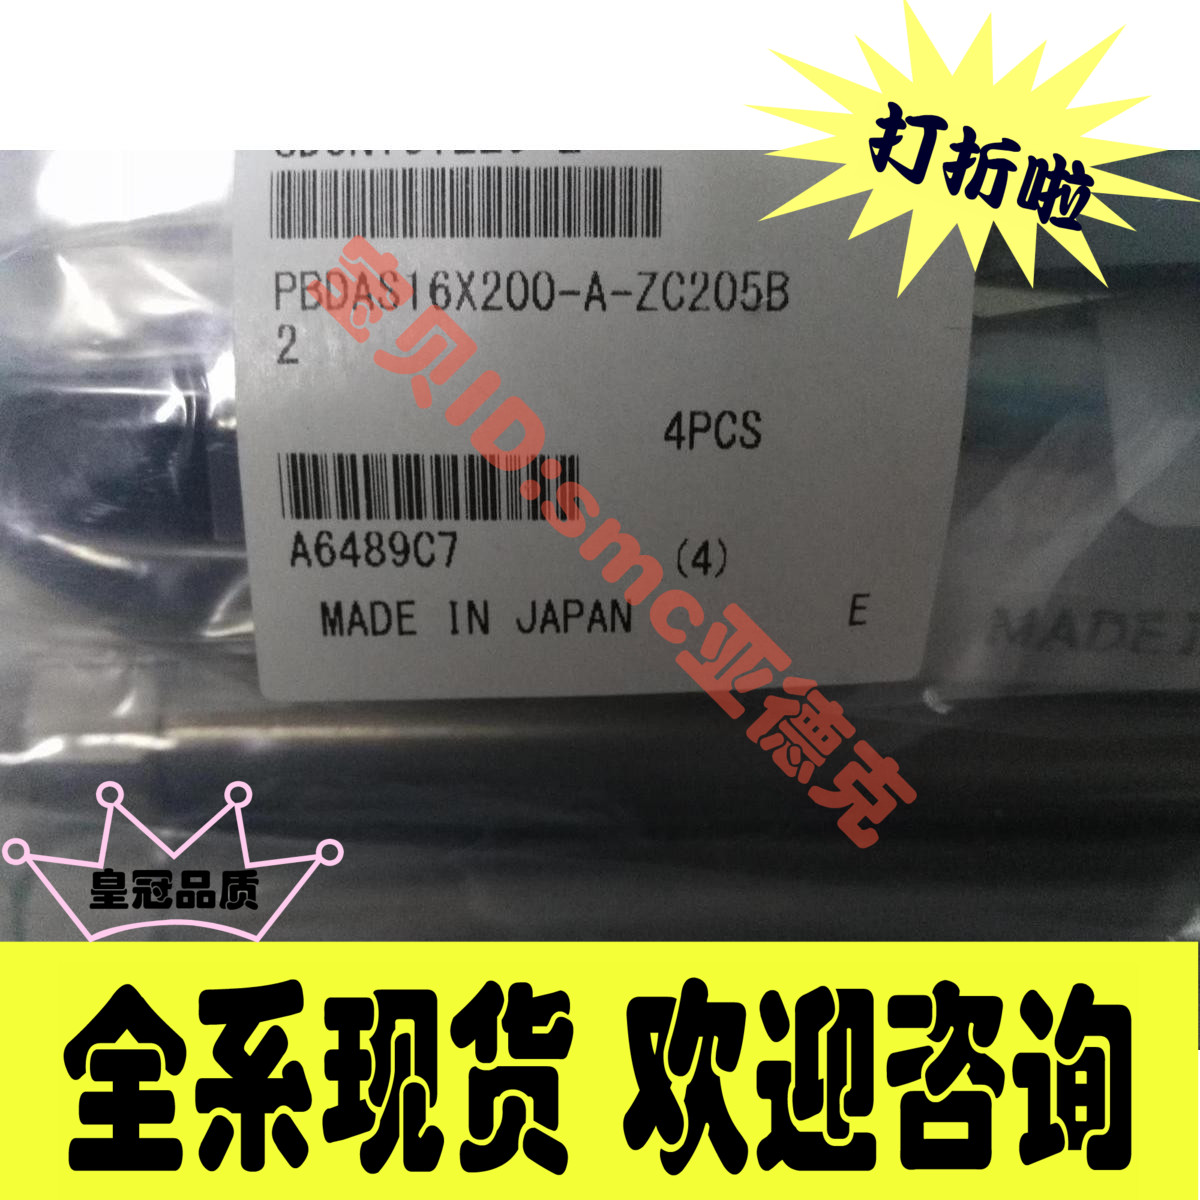 打折啦
PBDAS16X200-A-ZC205B
2
4PCS
A6489C7
(4)
MADE IN JAPAN
E
MADE
宝贝ID:smc亚德克
皇冠品质
全系现货 欢迎咨询